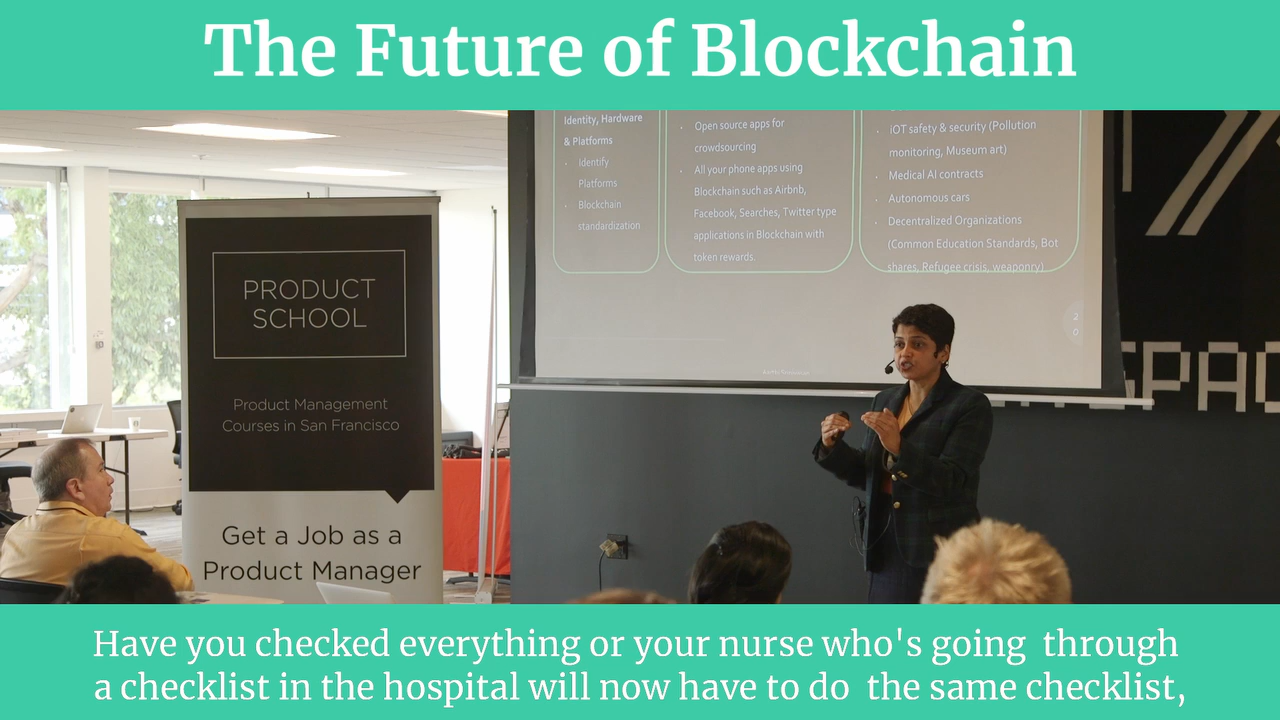 The Future of Blockchain
Identity, Hardware
& Platforms
Identify
Platforms
Blockchain
standardization
Open source apps for
crowdsourcing
All your phone apps using
Blockchain such as Airbnb,
Facebook, Searches, Twitter type
applications in Blockchain with
token rewards.
iOT safety & security (Pollution
monitoring, Museum art)
Medical AI contracts
Autonomous cars
Decentralized Organizations
(Common Education Standards, Bot
shares, Refugee crisis, weaponry)
20
PRODUCT
SCHOOL
Product Management
Courses in San Francisco
Get a Job as a
Product Manager
Have you checked everything or your nurse who's going through
a checklist in the hospital will now have to do the same checklist,